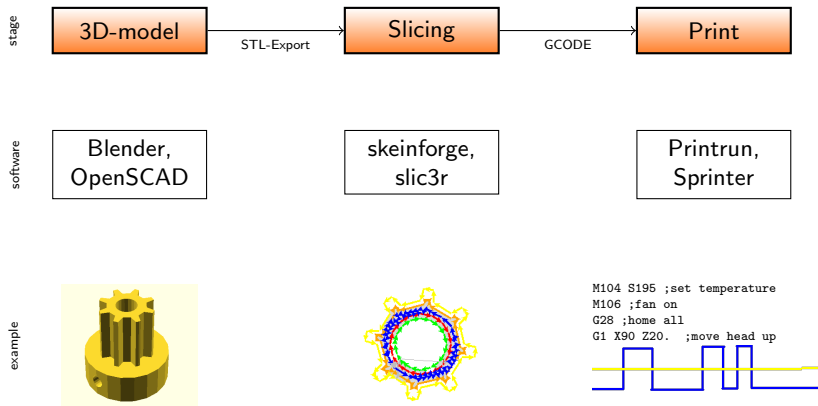 stage
3D-model
STL-Export
Slicing
GCODE
Print
software
Blender,
OpenSCAD
skeinforge,
slic3r
Printrun,
Sprinter
example
M104 S195 ;set temperature
M106 ;fan on
G28 ;home all
G1 X90 Z20.  ;move head up